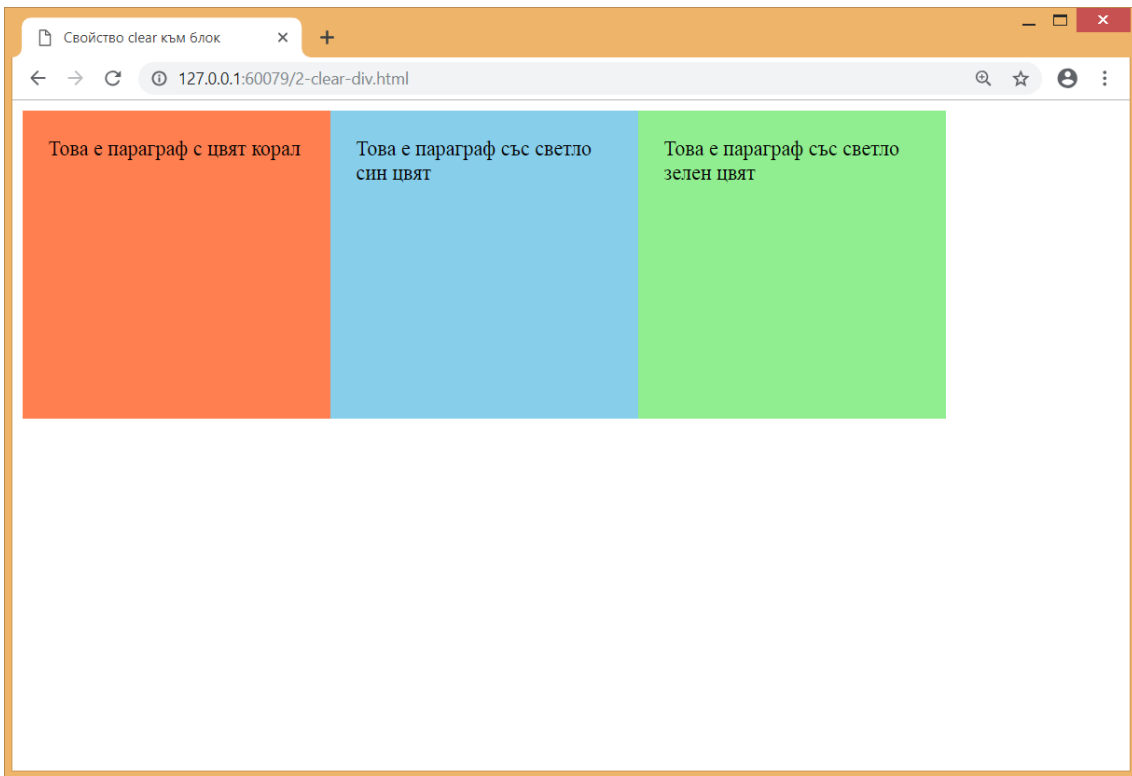 Свойство clear към блок
127.0.0.1:60079/2-clear-div.html
Това е параграф с цвят корал
Това е параграф със светло
син цвят
Това е параграф със светло
зелен цвят